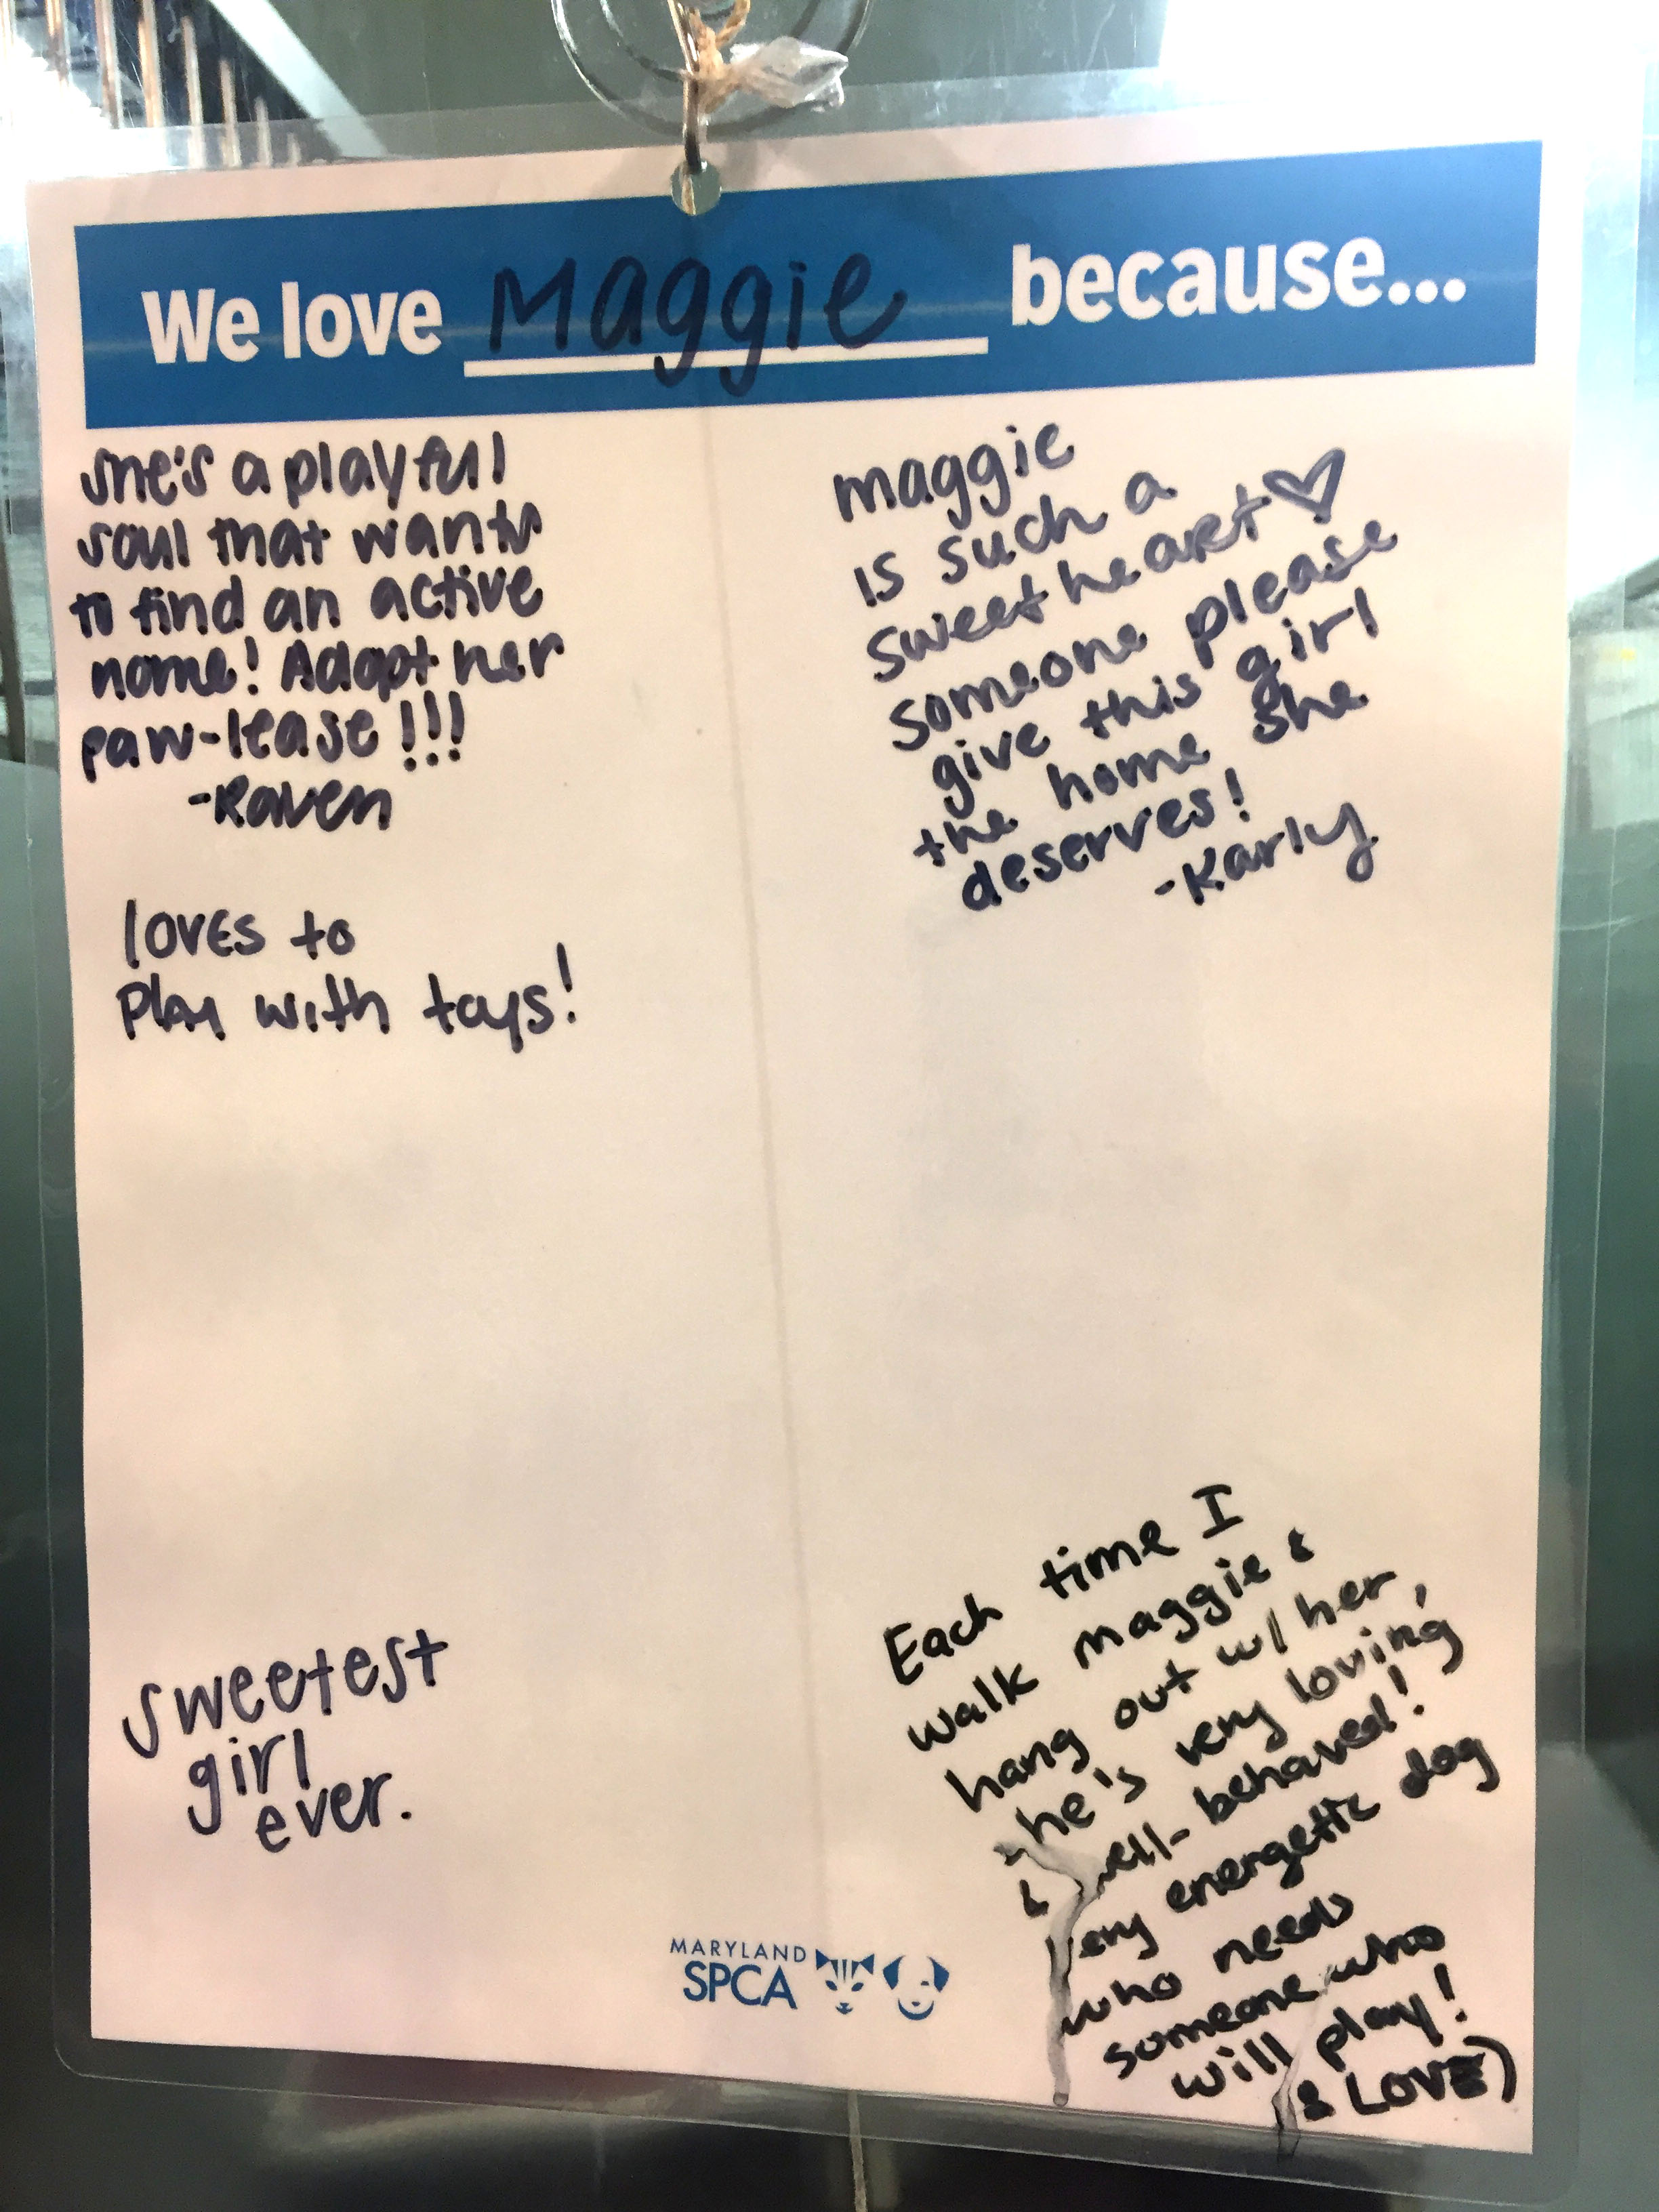 We love Maggie because...
she's a playful
soul that wants
to find an active
home! Adopt her
paw-lease!!!
-Raven
loves to
Play with toys!
sweetest
girl
ever.
maggie
is such a
sweetheart♡
someone please
give this girl
the home she
deserves!
-Karly
Each time I
walk maggie &
hang out w/ her,
he's very loving
& ell-behaved!
ery energetic dog
who needs
someone who
will play!
& LOVE)
MARYLAND
SPCA